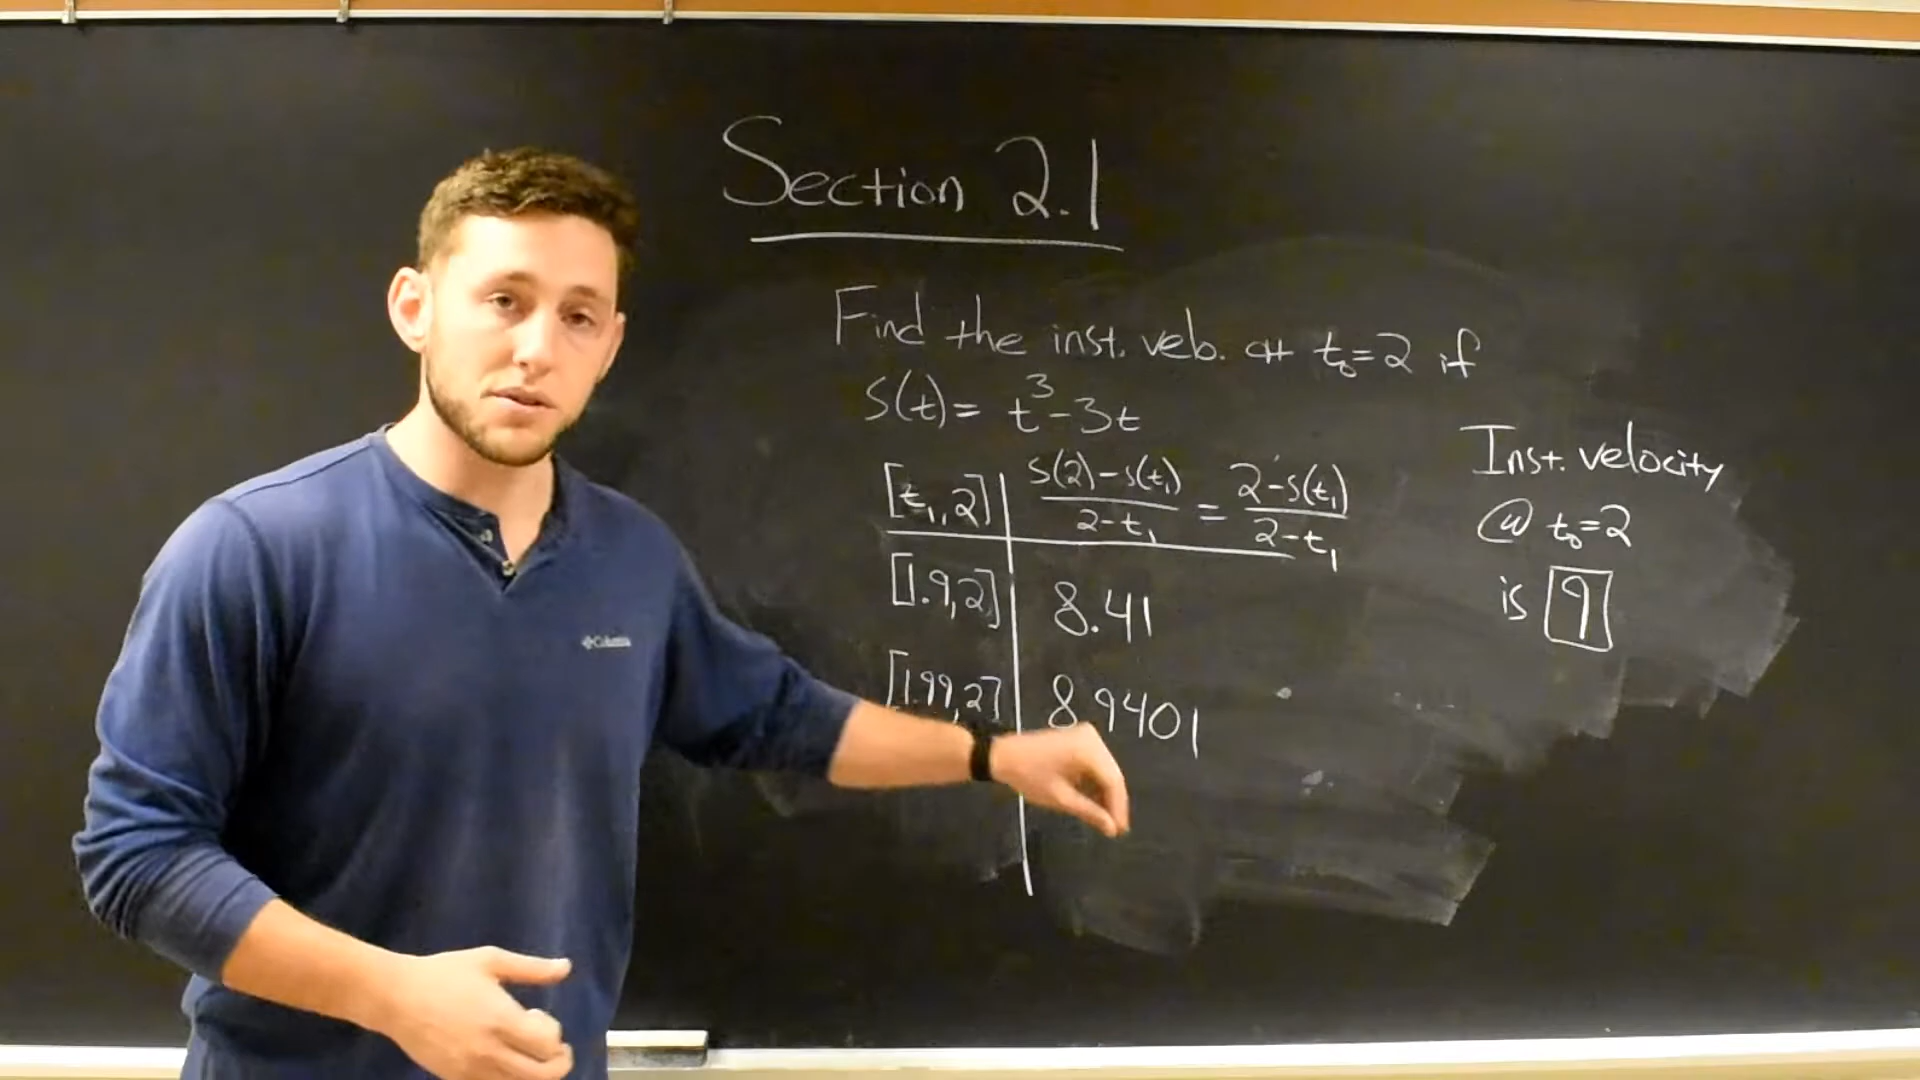 Section 2.1
Find the inst. velo. at t₀=2 if
s(t)= t³-3t
[t₁,2] (s(2)-s(t₁))/(2-t₁) = (2-s(t₁))/(2-t₁)
[1.9,2] 8.41
[1.99,2] 8.9401
Inst. velocity
@ t₀=2
is 9
Columbia